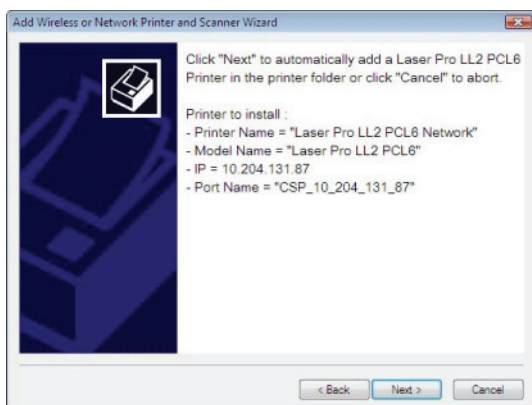 Add Wireless or Network Printer and Scanner Wizard
Click "Next" to automatically add a Laser Pro LL2 PCL6
Printer in the printer folder or click "Cancel" to abort.
Printer to install :
- Printer Name = "Laser Pro LL2 PCL6 Network"
- Model Name = "Laser Pro LL2 PCL6"
- IP = 10.204.131.87
- Port Name = "CSP_10_204_131_87"
< Back Next > Cancel